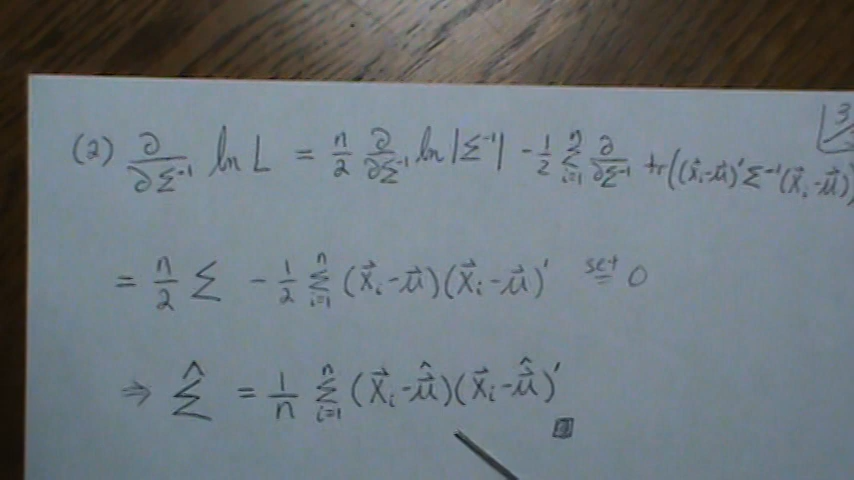 3
(2) ∂/∂Σ⁻¹ ln L = n/2 ∂/∂Σ⁻¹ ln |Σ⁻¹| - 1/2 Σᵢ₌₁ⁿ ∂/∂Σ⁻¹ tr((x⃗ᵢ-μ⃗)' Σ⁻¹(x⃗ᵢ-μ⃗)
= n/2 Σ - 1/2 Σᵢ₌₁ⁿ (x⃗ᵢ-μ⃗)(x⃗ᵢ-μ⃗)' set = 0
⇒ Σ̂ = 1/n Σᵢ₌₁ⁿ (x⃗ᵢ-μ⃗̂)(x⃗ᵢ-μ⃗̂)'